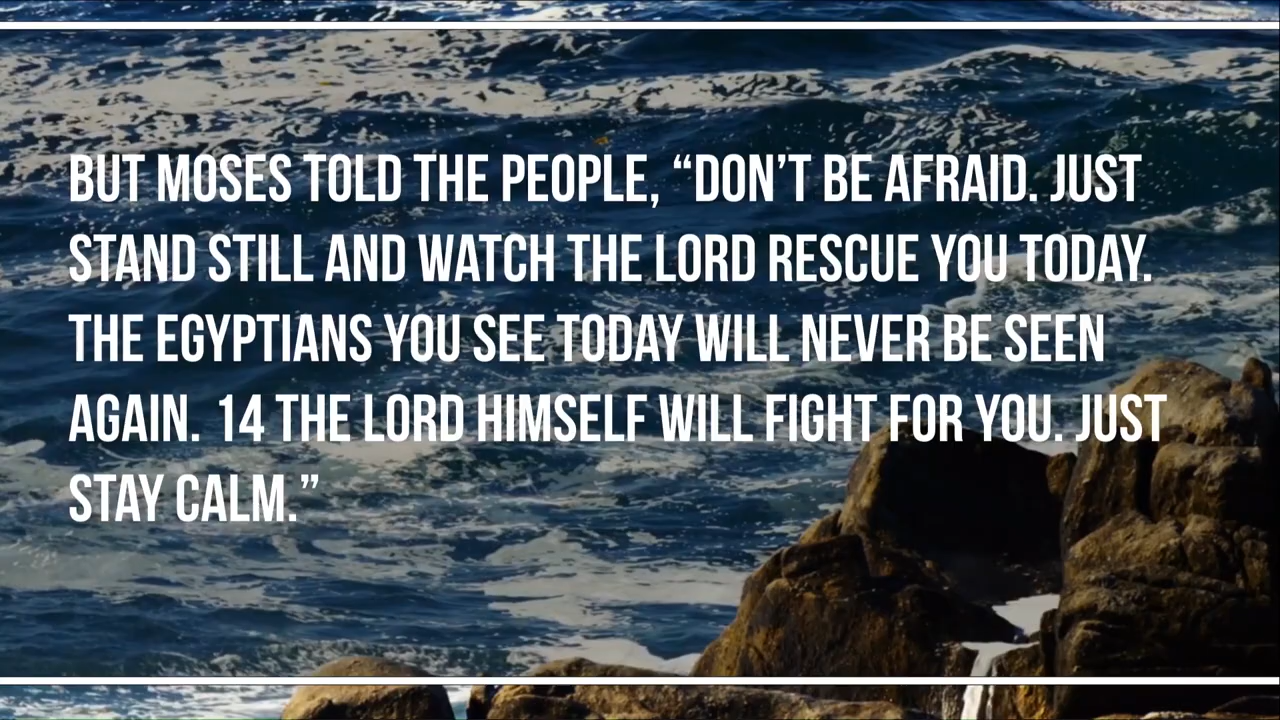 BUT MOSES TOLD THE PEOPLE, “DON’T BE AFRAID. JUST
STAND STILL AND WATCH THE LORD RESCUE YOU TODAY.
THE EGYPTIANS YOU SEE TODAY WILL NEVER BE SEEN
AGAIN. 14 THE LORD HIMSELF WILL FIGHT FOR YOU. JUST
STAY CALM.”